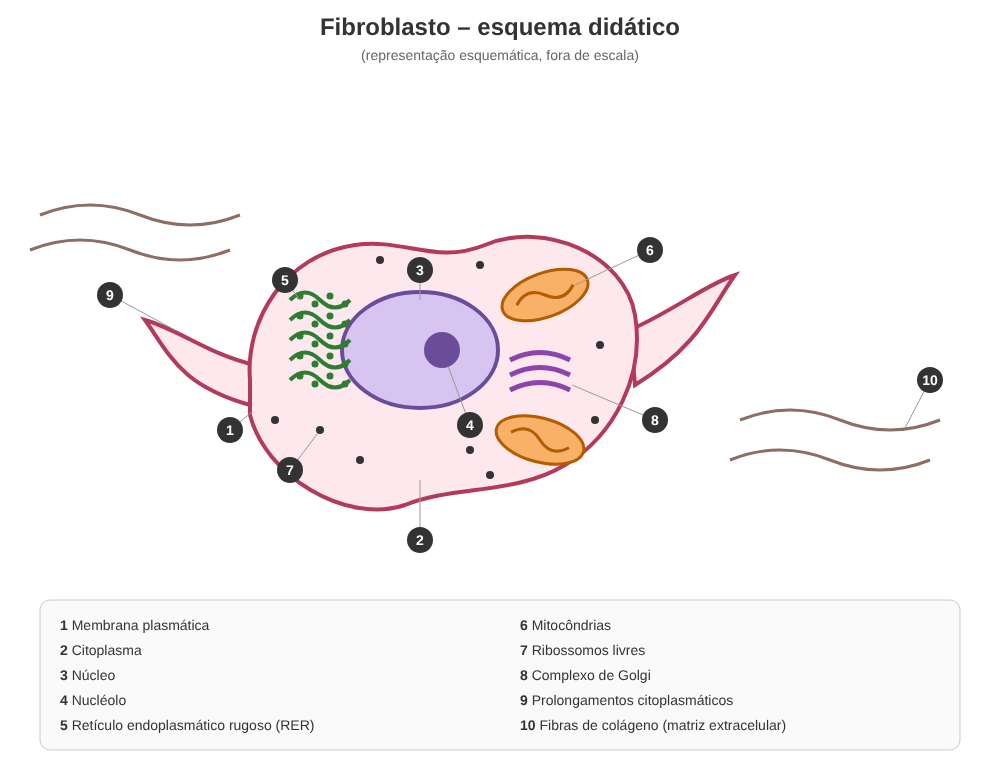 Fibroblasto – esquema didático
(representação esquemática, fora de escala)
6
3
5
9
10
1
4
8
7
2
1 Membrana plasmática
2 Citoplasma
3 Núcleo
4 Nucléolo
5 Retículo endoplasmático rugoso (RER)
6 Mitocôndrias
7 Ribossomos livres
8 Complexo de Golgi
9 Prolongamentos citoplasmáticos
10 Fibras de colágeno (matriz extracelular)